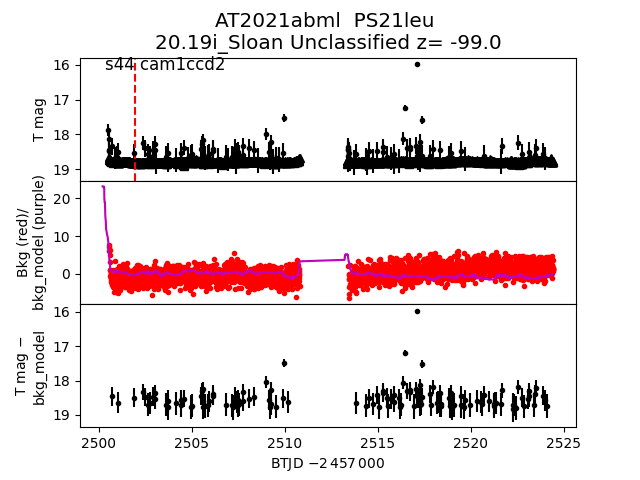 AT2021abml  PS21leu
20.19i_Sloan Unclassified z= -99.0
s44 cam1ccd2
16
17
18
19
T mag
20
10
0
Bkg (red)/
bkg_model (purple)
16
17
18
19
T mag −
bkg_model
2500
2505
2510
2515
2520
2525
BTJD −2 457 000